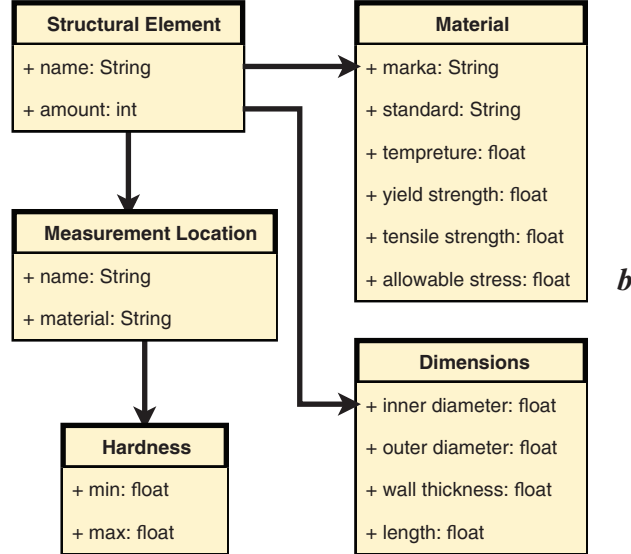 Structural Element
+ name: String
+ amount: int
Material
+ marka: String
+ standard: String
+ tempreture: float
+ yield strength: float
+ tensile strength: float
+ allowable stress: float
Measurement Location
+ name: String
+ material: String
b
Hardness
+ min: float
+ max: float
Dimensions
+ inner diameter: float
+ outer diameter: float
+ wall thickness: float
+ length: float